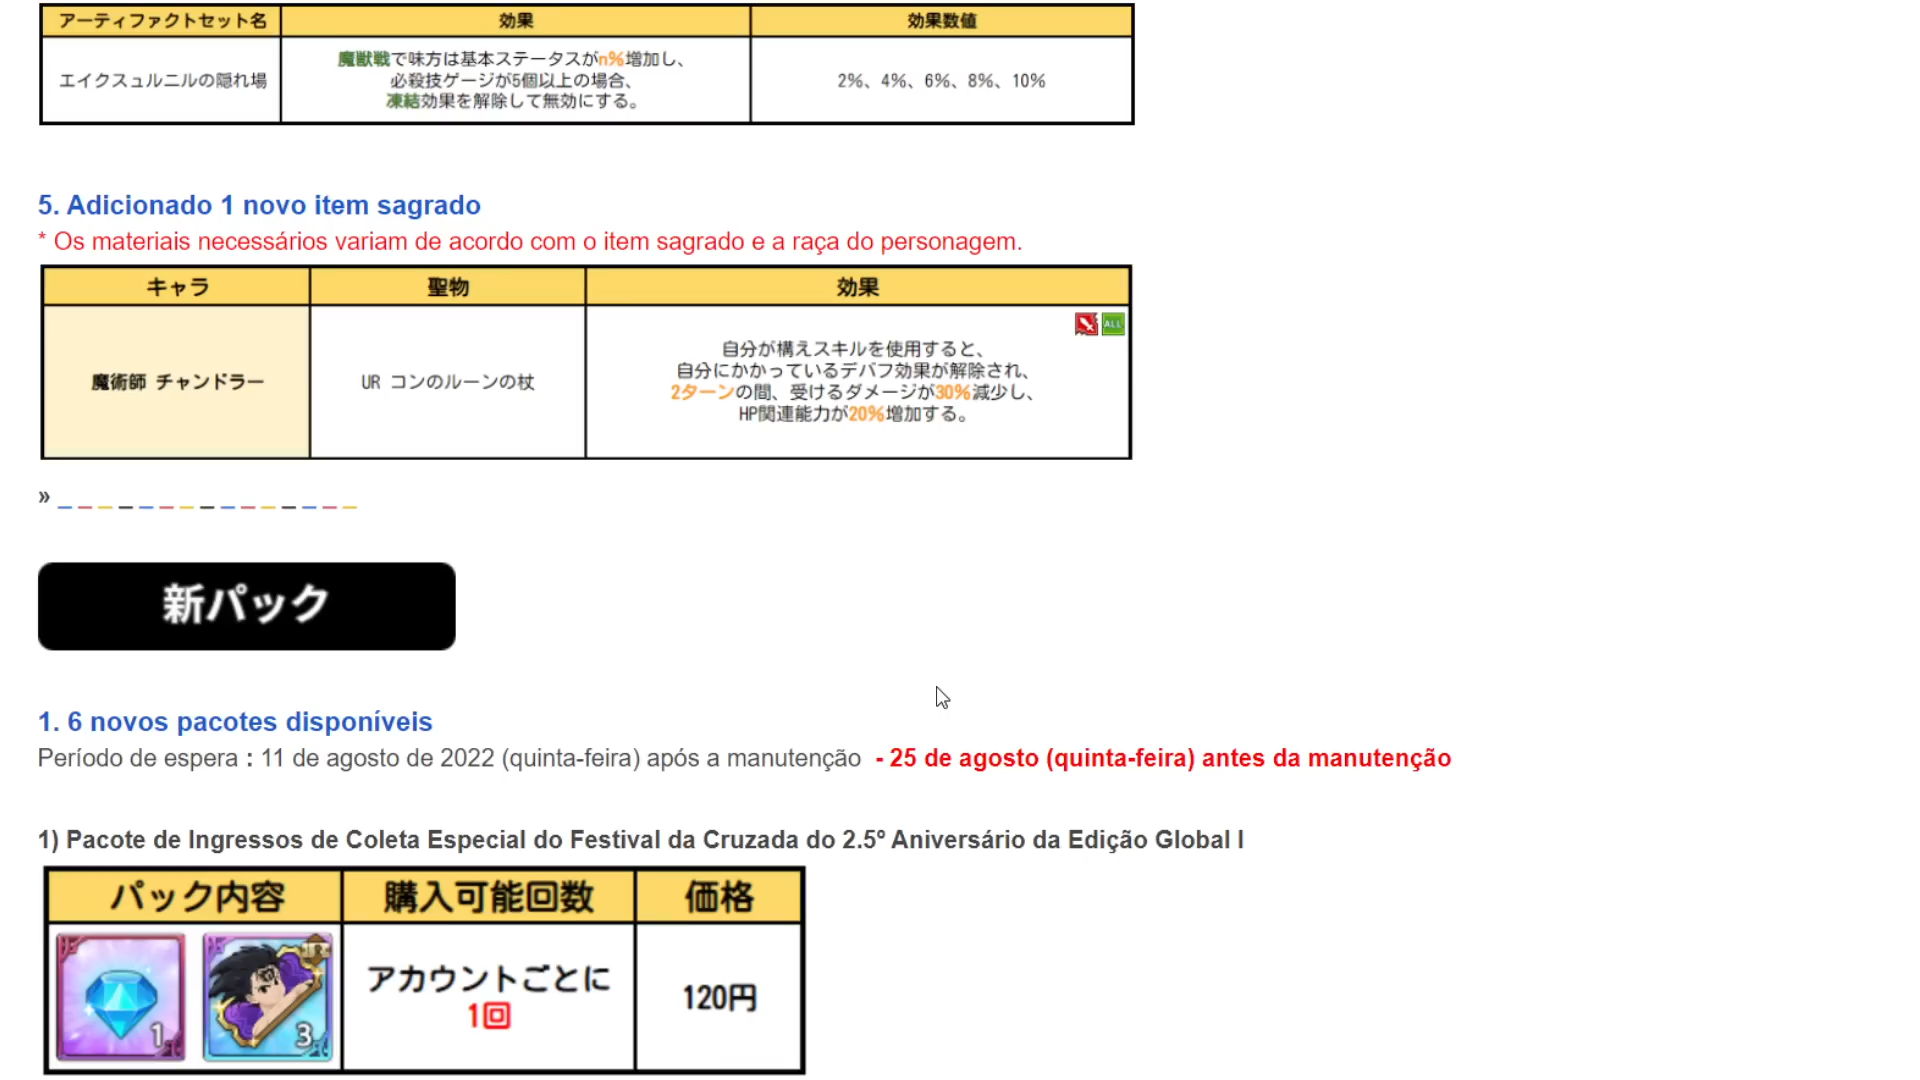 アーティファクトセット名 効果 効果数値
エイクスュルニルの隠れ場
魔獣戦で味方は基本ステータスがn%増加し、
必殺技ゲージが5個以上の場合、
凍結効果を解除して無効にする。
2%、4%、6%、8%、10%
5. Adicionado 1 novo item sagrado
* Os materiais necessários variam de acordo com o item sagrado e a raça do personagem.
キャラ 聖物 効果
ALL
魔術師 チャンドラー
UR コンのルーンの杖
自分が構えスキルを使用すると、
自分にかかっているデバフ効果が解除され、
2ターンの間、受けるダメージが30%減少し、
HP関連能力が20%増加する。
»
新パック
1. 6 novos pacotes disponíveis
Período de espera : 11 de agosto de 2022 (quinta-feira) após a manutenção - 25 de agosto (quinta-feira) antes da manutenção
1) Pacote de Ingressos de Coleta Especial do Festival da Cruzada do 2.5º Aniversário da Edição Global I
パック内容 購入可能回数 価格
1
3
アカウントごとに
1回
120円